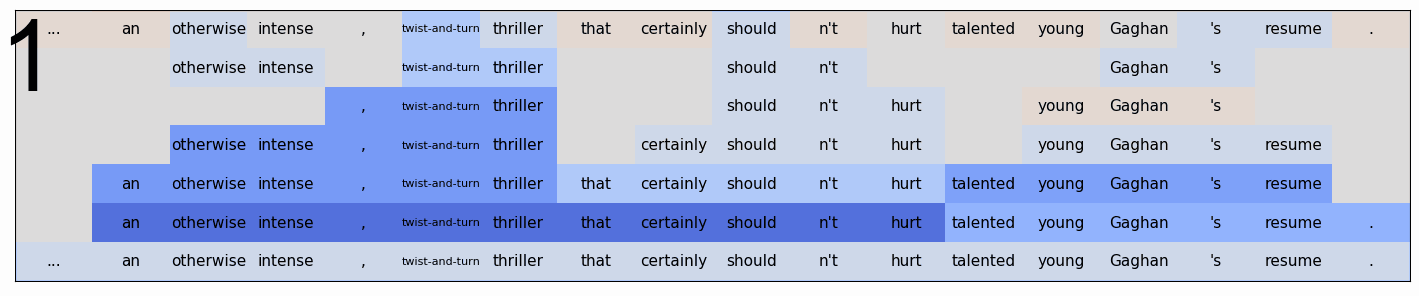 1
... an otherwise intense , twist-and-turn thriller that certainly should n't hurt talented young Gaghan 's resume .
otherwise intense twist-and-turn thriller should n't Gaghan 's
, twist-and-turn thriller should n't hurt young Gaghan 's
otherwise intense , twist-and-turn thriller certainly should n't hurt young Gaghan 's resume
an otherwise intense , twist-and-turn thriller that certainly should n't hurt talented young Gaghan 's resume
an otherwise intense , twist-and-turn thriller that certainly should n't hurt talented young Gaghan 's resume .
... an otherwise intense , twist-and-turn thriller that certainly should n't hurt talented young Gaghan 's resume